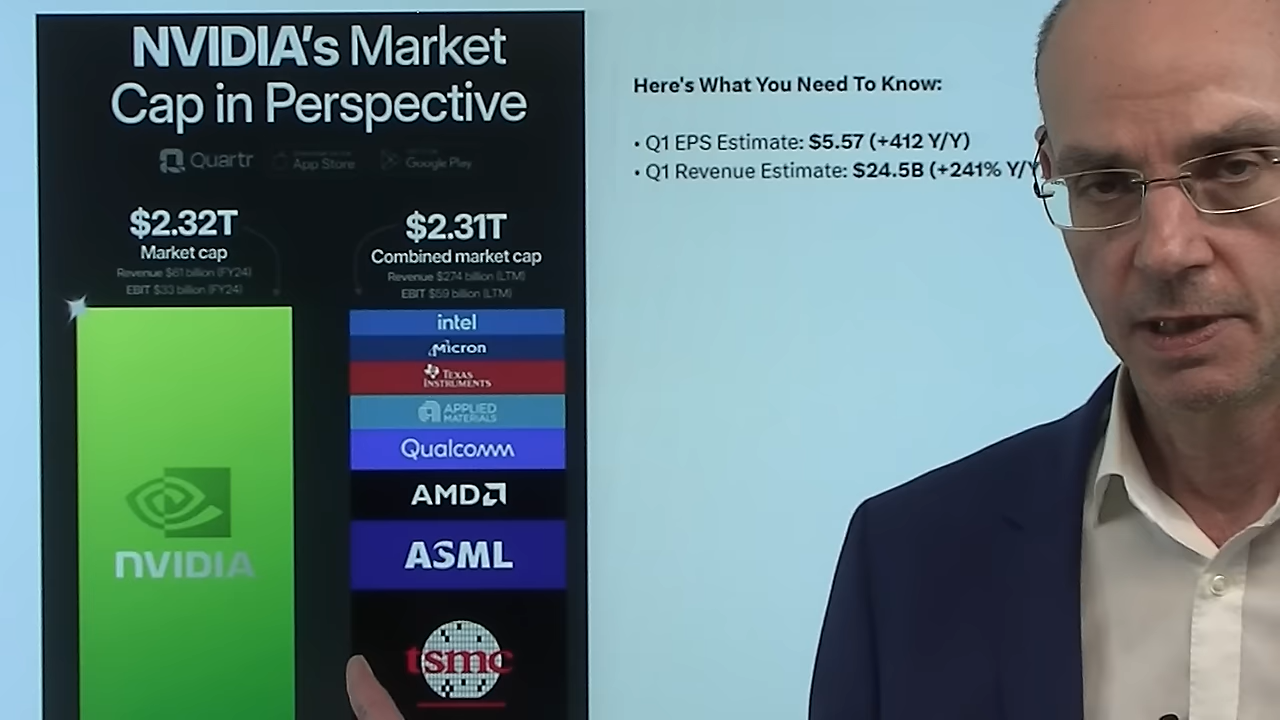 NVIDIA's Market
Cap in Perspective
Quartr
App Store
Google Play
$2.32T
Market cap
Revenue $61 billion (FY24)
EBIT $33 billion (FY24)
$2.31T
Combined market cap
Revenue $274 billion (LTM)
EBIT $59 billion (LTM)
nVIDIA
intel
Micron
TEXAS
INSTRUMENTS
APPLIED
MATERIALS
Qualcomm
AMD
ASML
tsmc
Here's What You Need To Know:
• Q1 EPS Estimate: $5.57 (+412 Y/Y)
• Q1 Revenue Estimate: $24.5B (+241% Y/Y